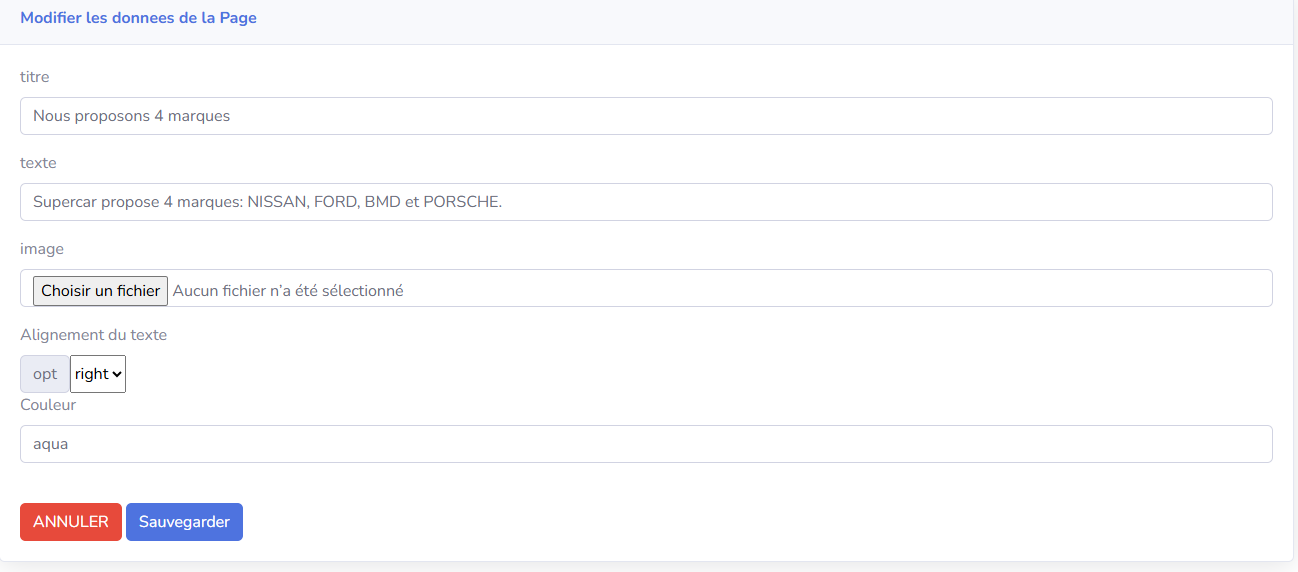 Modifier les donnees de la Page
titre
Nous proposons 4 marques
texte
Supercar propose 4 marques: NISSAN, FORD, BMD et PORSCHE.
image
Choisir un fichier Aucun fichier n'a été sélectionné
Alignement du texte
opt right
Couleur
aqua
ANNULER Sauvegarder